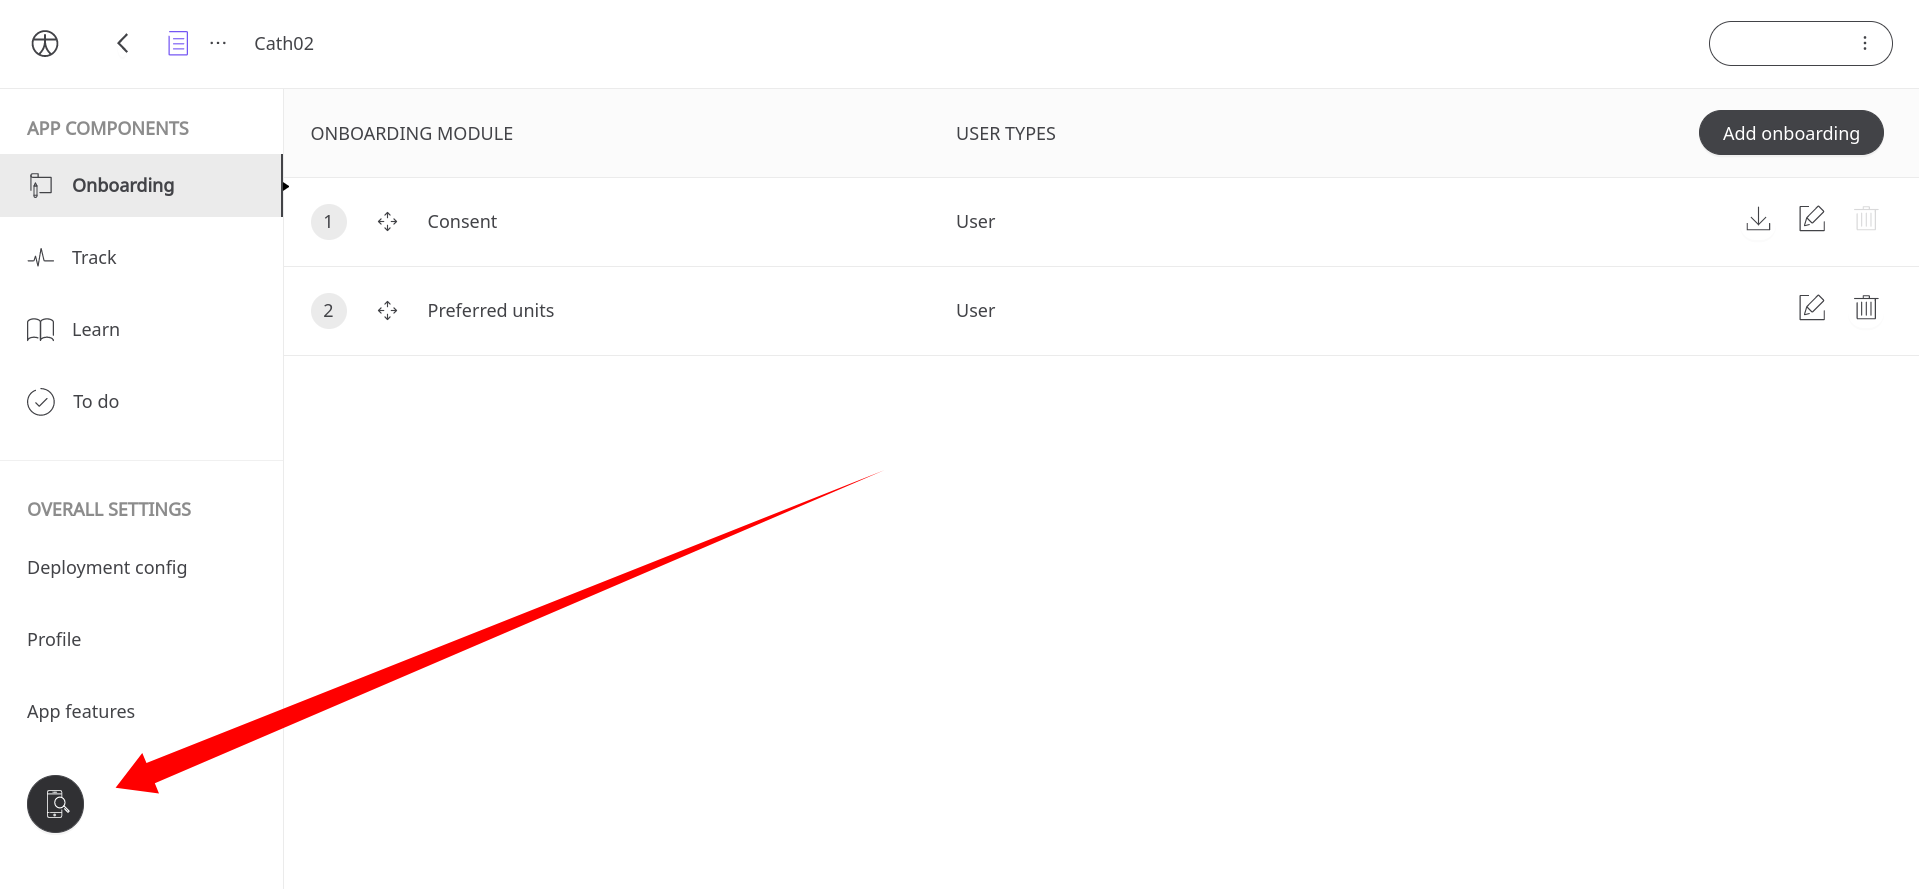 Cath02
APP COMPONENTS
Onboarding
Track
Learn
To do
OVERALL SETTINGS
Deployment config
Profile
App features
ONBOARDING MODULE USER TYPES Add onboarding
1 Consent User
2 Preferred units User